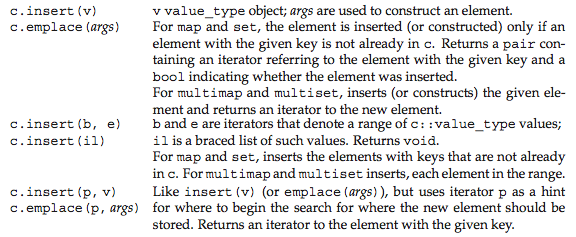 c.insert(v) v value_type object; args are used to construct an element.
c.emplace(args) For map and set, the element is inserted (or constructed) only if an
element with the given key is not already in c. Returns a pair con-
taining an iterator referring to the element with the given key and a
bool indicating whether the element was inserted.
For multimap and multiset, inserts (or constructs) the given ele-
ment and returns an iterator to the new element.
c.insert(b, e) b and e are iterators that denote a range of c::value_type values;
c.insert(il) il is a braced list of such values. Returns void.
For map and set, inserts the elements with keys that are not already
in c. For multimap and multiset inserts, each element in the range.
c.insert(p, v) Like insert(v) (or emplace(args)), but uses iterator p as a hint
c.emplace(p, args) for where to begin the search for where the new element should be
stored. Returns an iterator to the element with the given key.